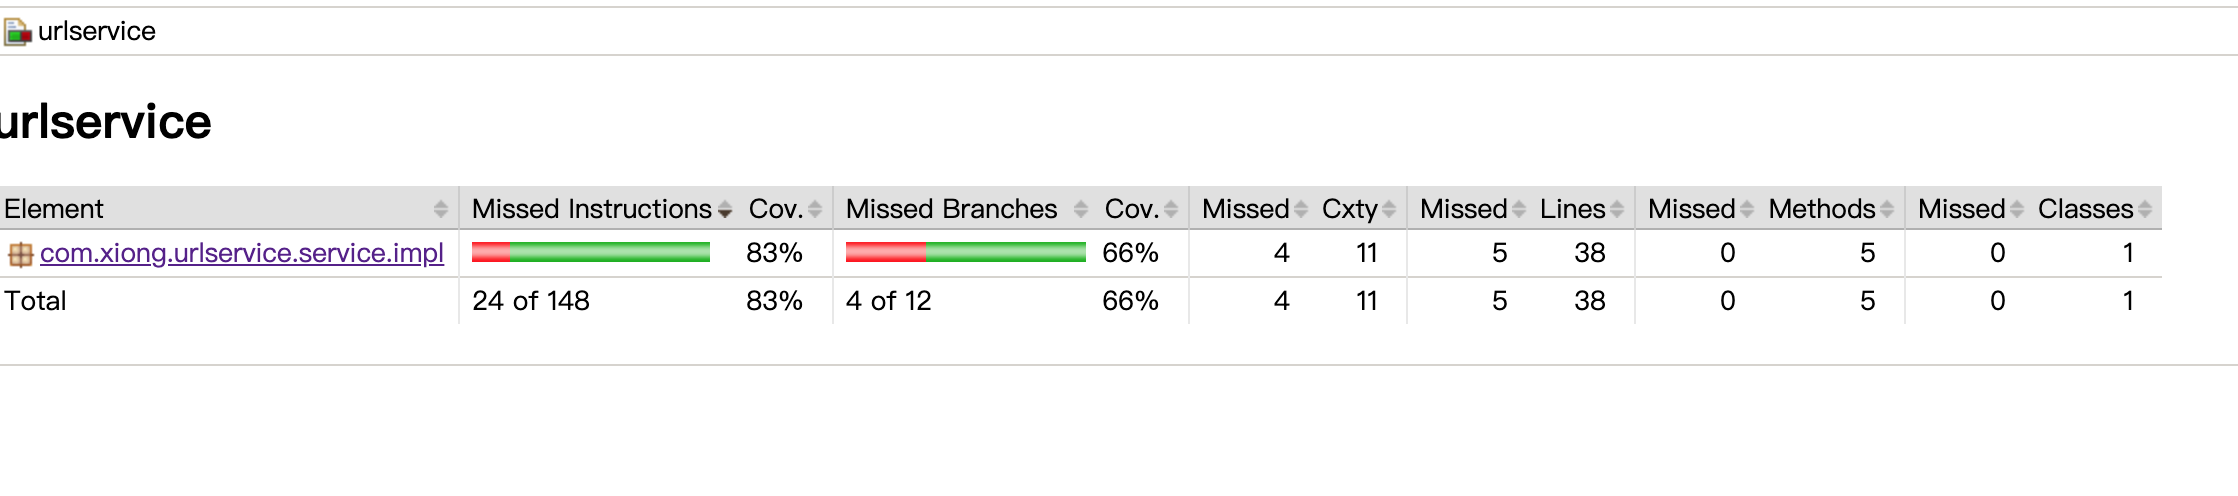 urlservice
urlservice
Element Missed Instructions Cov. Missed Branches Cov. Missed Cxty Missed Lines Missed Methods Missed Classes
com.xiong.urlservice.service.impl 83% 66% 4 11 5 38 0 5 0 1
Total 24 of 148 83% 4 of 12 66% 4 11 5 38 0 5 0 1